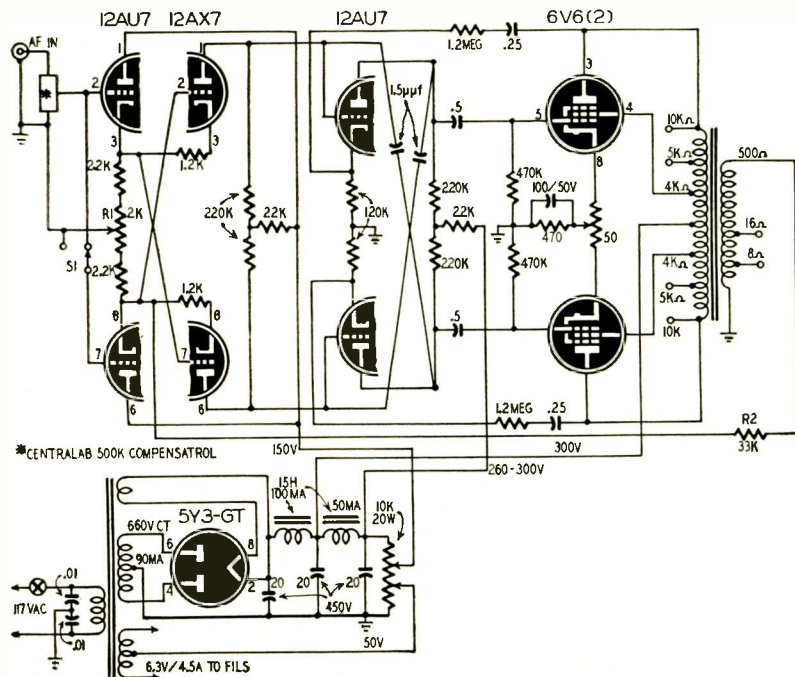 12AU7 12AX7 12AU7 6V6(2)
AF IN
1
1
2
2
*
3
3
2.2K
1.2K
R1
2K
220K
22K
S1
2.2K
1.2K
8
8
7
7
6
6
1.2MEG
.25
1.5µµf
.5
3
5
4
8
120K
220K
22K
220K
470K
100/50V
470
470K
50
.5
1.2MEG
.25
10KΩ
5KΩ
4KΩ
4KΩ
5KΩ
10K
500Ω
16Ω
8Ω
R2
33K
*CENTRALAB 500K COMPENSATROL
150V
300V
260-300V
15H
100MA
50MA
10K
20W
5Y3-GT
660V CT
90MA
6
4
8
2
20
20
20
450V
.01
117VAC
.01
50V
6.3V/4.5A TO FILS